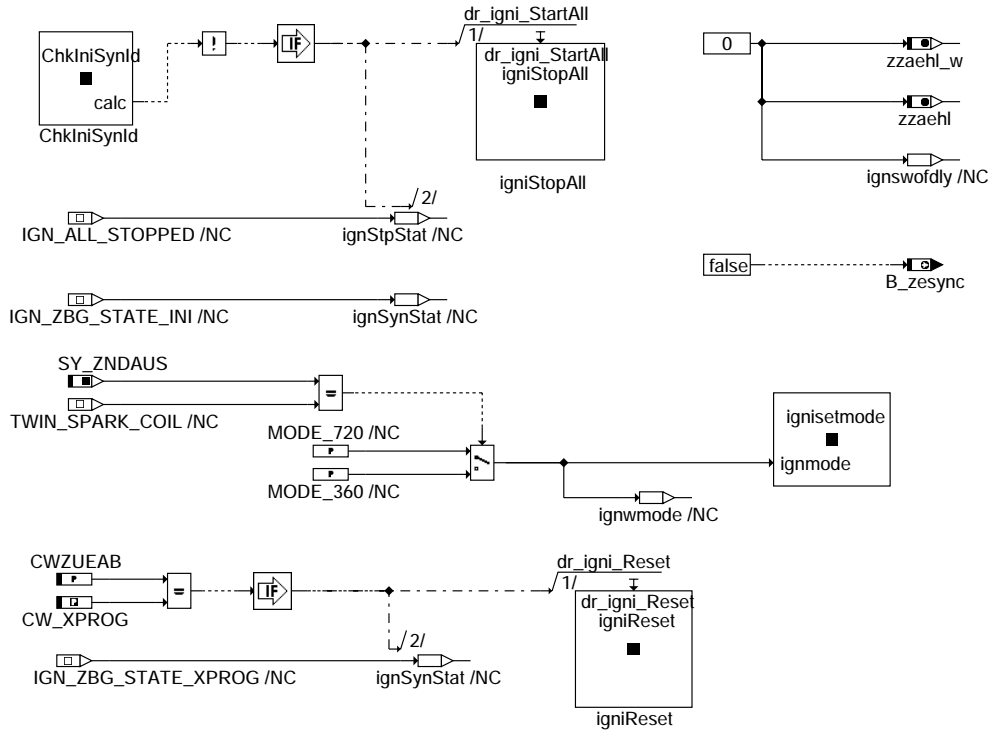 dr_igni_StartAll
1/
ChkIniSynId
!
IF
dr_igni_StartAll
igniStopAll
calc
ChkIniSynId
igniStopAll
0
zzaehl_w
zzaehl
ignswofdly /NC
2/
IGN_ALL_STOPPED /NC
ignStpStat /NC
false
B_zesync
IGN_ZBG_STATE_INI /NC
ignSynStat /NC
SY_ZNDAUS
=
TWIN_SPARK_COIL /NC
MODE_720 /NC
P
P
MODE_360 /NC
ignisetmode
ignmode
ignwmode /NC
CWZUEAB
P
P
CW_XPROG
=
IF
dr_igni_Reset
1/
dr_igni_Reset
igniReset
2/
IGN_ZBG_STATE_XPROG /NC
ignSynStat /NC
igniReset